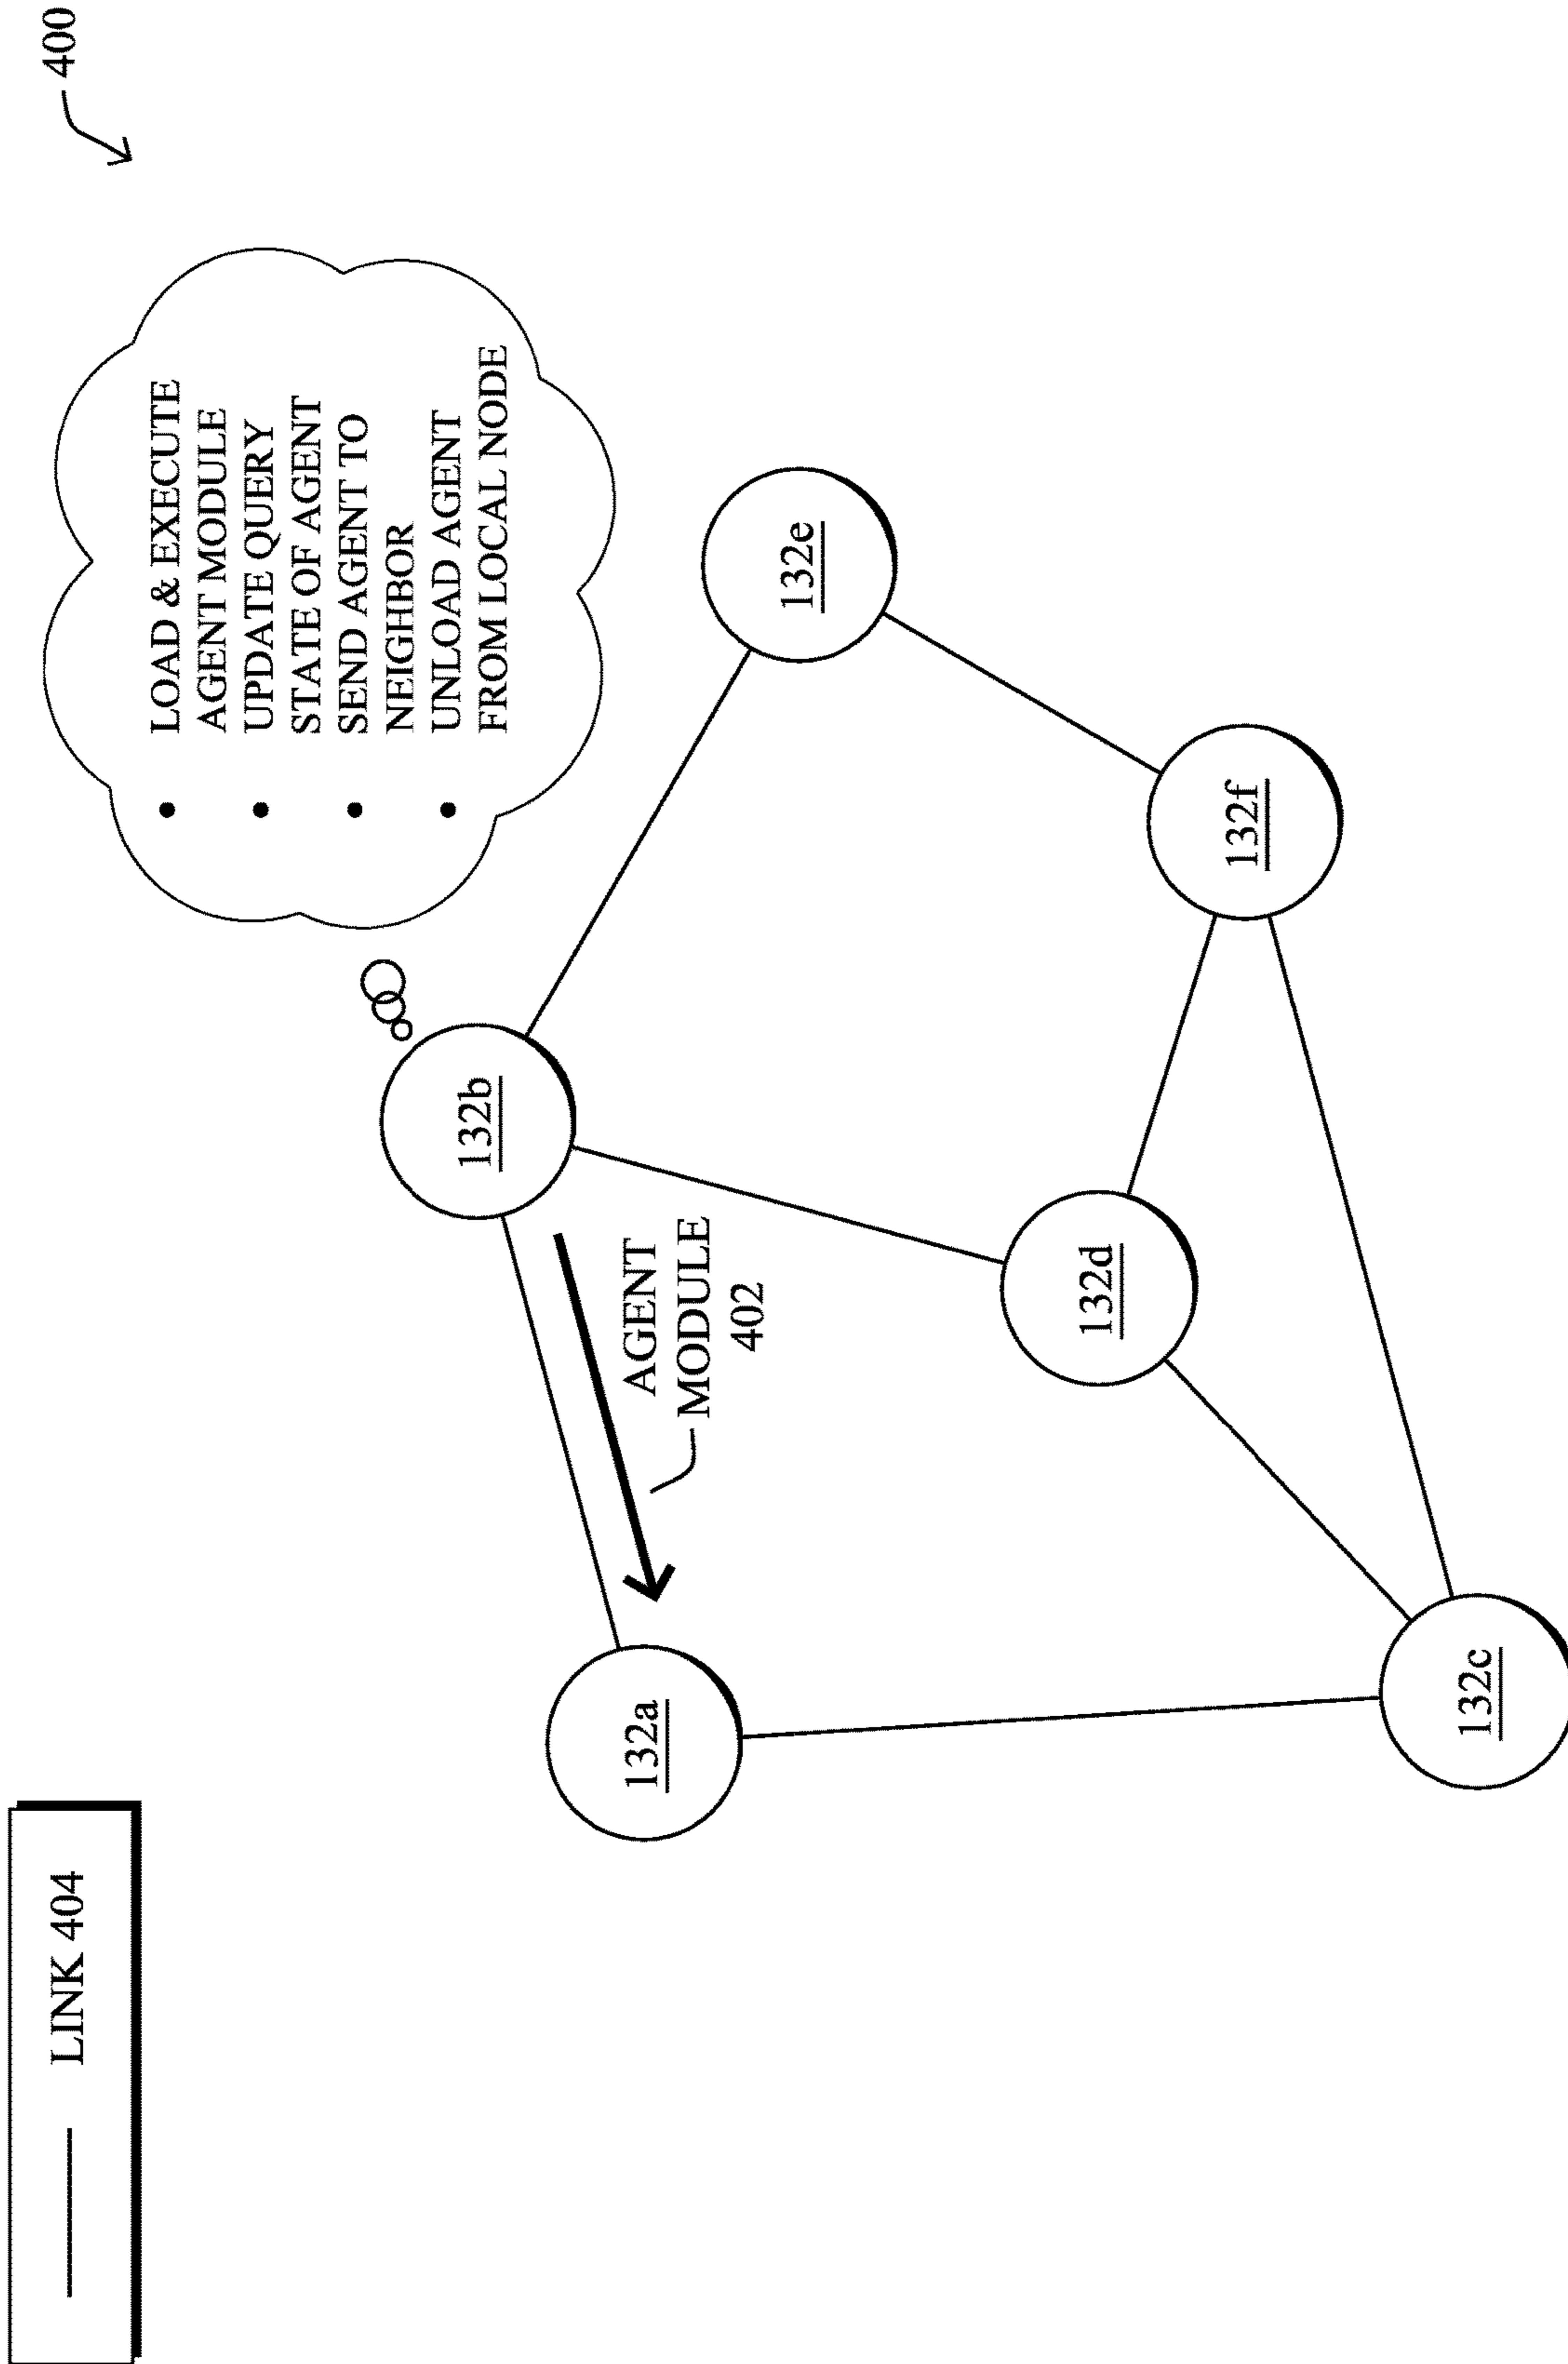 400
LOAD & EXECUTE
AGENT MODULE
UPDATE QUERY
STATE OF AGENT
SEND AGENT TO
NEIGHBOR
UNLOAD AGENT
FROM LOCAL NODE
LINK 404
132b
132a
AGENT
MODULE
402
132e
132d
132f
132c